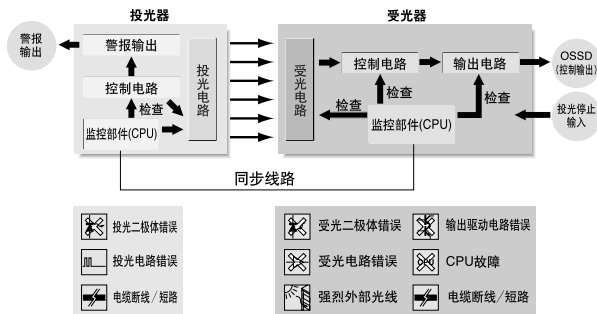 投光器
受光器
警报
输出
警报输出
控制电路
检查
监控部件(CPU)
投光电路
受光电路
控制电路
输出电路
检查
检查
检查
监控部件(CPU)
OSSD
(控制输出)
投光停止
输入
同步线路
投光二极体错误
投光电路错误
电缆断线/短路
受光二极体错误
受光电路错误
强烈外部光线
输出驱动电路错误
CPU故障
电缆断线/短路